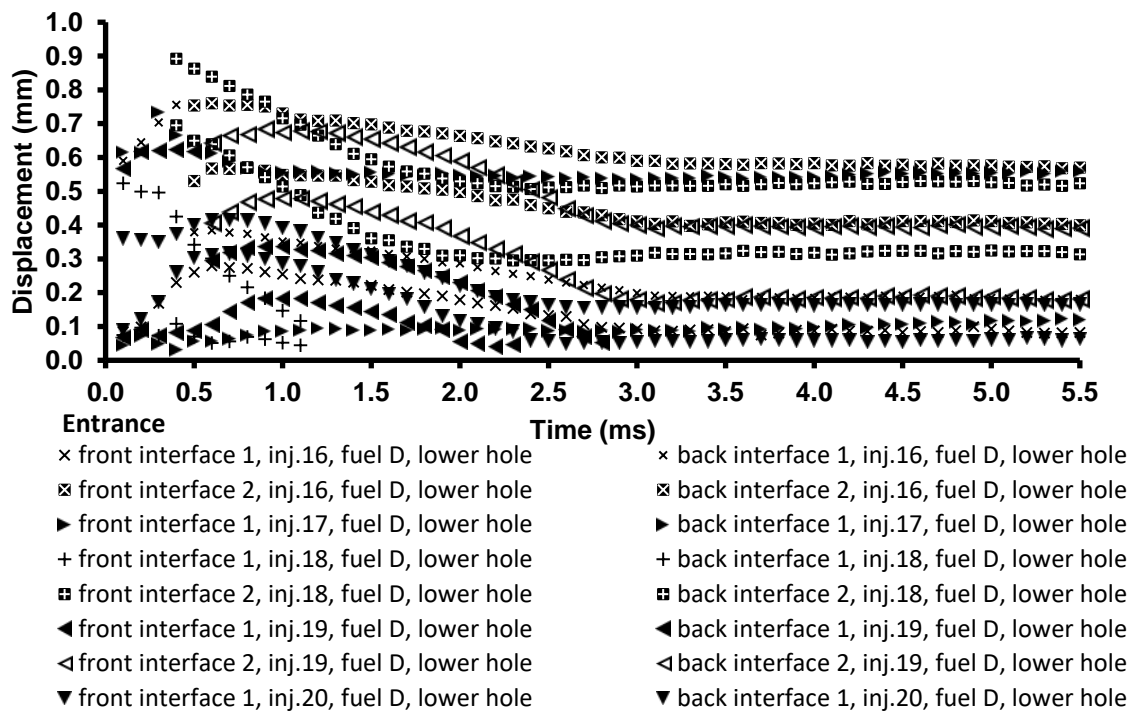 1.0
0.9
0.8
0.7
0.6
0.5
0.4
0.3
0.2
0.1
0.0
Displacement (mm)
0.0 0.5 1.0 1.5 2.0 2.5 3.0 3.5 4.0 4.5 5.0 5.5
Entrance
Time (ms)
front interface 1, inj.16, fuel D, lower hole
back interface 1, inj.16, fuel D, lower hole
front interface 2, inj.16, fuel D, lower hole
back interface 2, inj.16, fuel D, lower hole
front interface 1, inj.17, fuel D, lower hole
back interface 1, inj.17, fuel D, lower hole
front interface 1, inj.18, fuel D, lower hole
back interface 1, inj.18, fuel D, lower hole
front interface 2, inj.18, fuel D, lower hole
back interface 2, inj.18, fuel D, lower hole
front interface 1, inj.19, fuel D, lower hole
back interface 1, inj.19, fuel D, lower hole
front interface 2, inj.19, fuel D, lower hole
back interface 2, inj.19, fuel D, lower hole
front interface 1, inj.20, fuel D, lower hole
back interface 1, inj.20, fuel D, lower hole